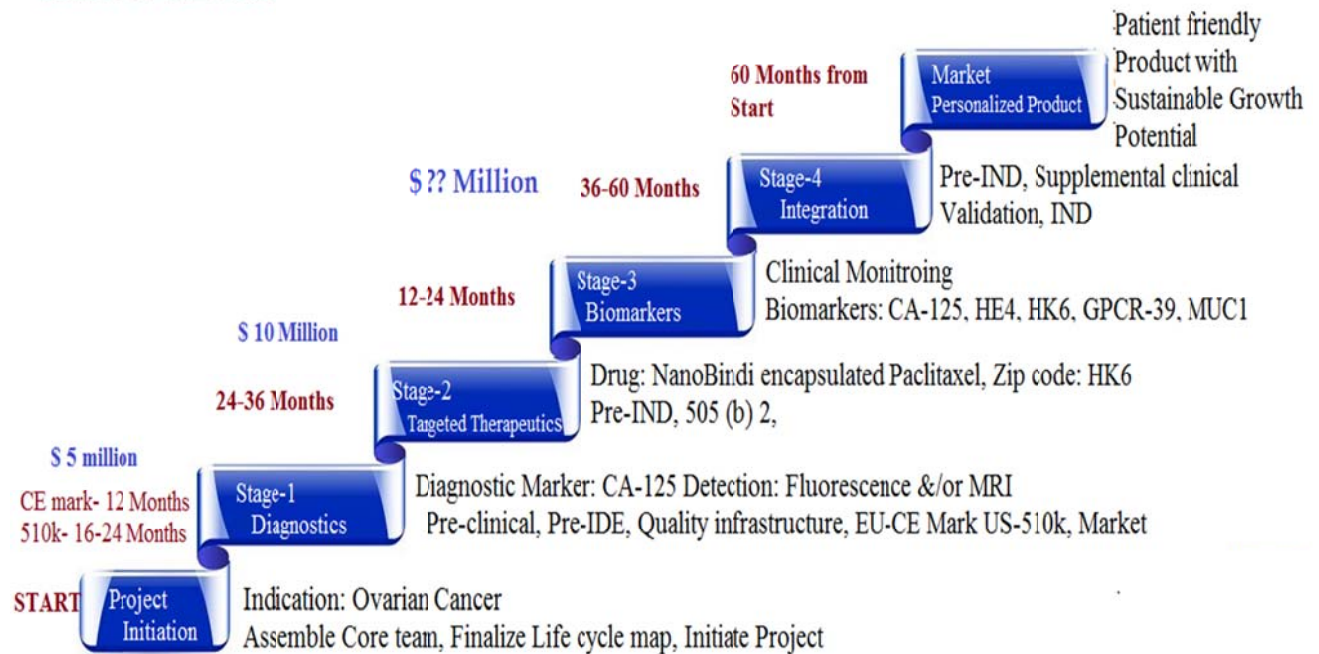 Patient friendly
Product with
Sustainable Growth
Potential
60 Months from
Start
Market
Personalized Product
$ ?? Million
36-60 Months
Stage-4
Integration
Pre-IND, Supplemental clinical
Validation, IND
12-24 Months
Stage-3
Biomarkers
Clinical Monitroing
Biomarkers: CA-125, HE4, HK6, GPCR-39, MUC1
$ 10 Million
24-36 Months
Stage-2
Targeted Therapeutics
Drug: NanoBindi encapsulated Paclitaxel, Zip code: HK6
Pre-IND, 505 (b) 2,
$ 5 million
CE mark- 12 Months
510k- 16-24 Months
Stage-1
Diagnostics
Diagnostic Marker: CA-125 Detection: Fluorescence &/or MRI
Pre-clinical, Pre-IDE, Quality infrastructure, EU-CE Mark US-510k, Market
START
Project
Initiation
Indication: Ovarian Cancer
Assemble Core team, Finalize Life cycle map, Initiate Project